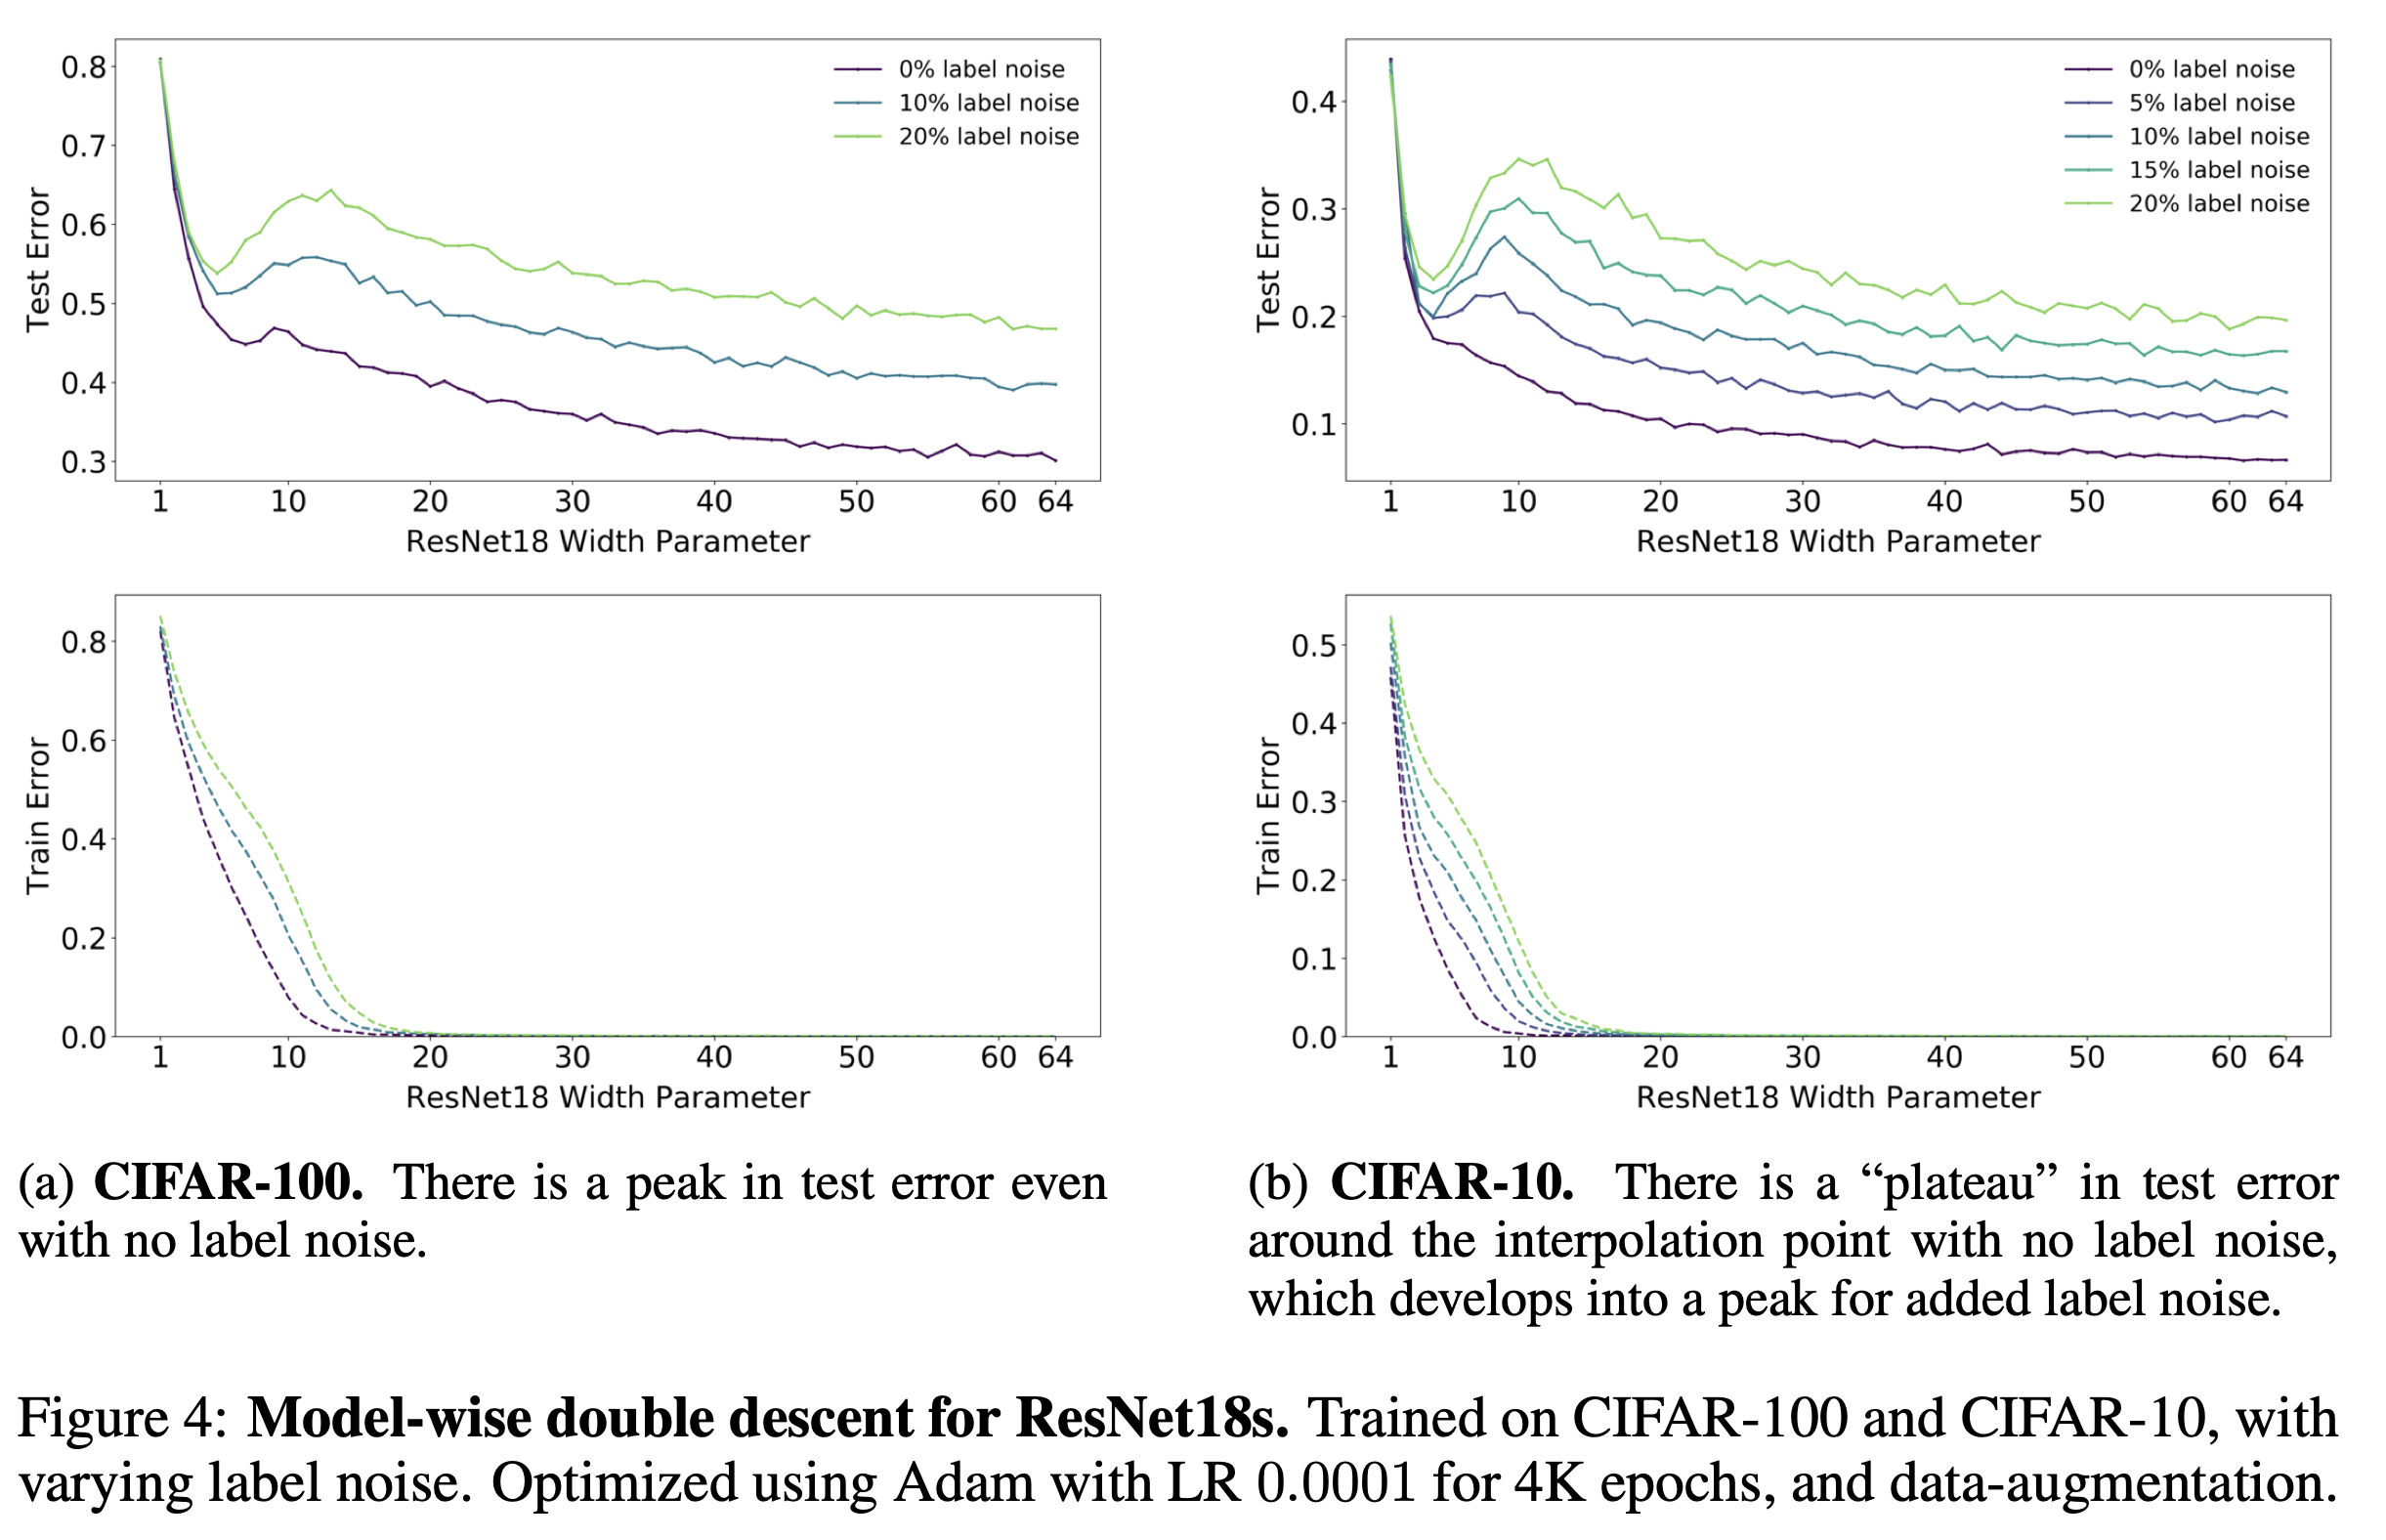 0.8
0.7
0.6
0.5
0.4
0.3
Test Error
0% label noise
10% label noise
20% label noise
1 10 20 30 40 50 60 64
ResNet18 Width Parameter
0.4
0.3
0.2
0.1
Test Error
0% label noise
5% label noise
10% label noise
15% label noise
20% label noise
1 10 20 30 40 50 60 64
ResNet18 Width Parameter
0.8
0.6
0.4
0.2
0.0
Train Error
1 10 20 30 40 50 60 64
ResNet18 Width Parameter
0.5
0.4
0.3
0.2
0.1
0.0
Train Error
1 10 20 30 40 50 60 64
ResNet18 Width Parameter
(a) CIFAR-100. There is a peak in test error even
with no label noise.
(b) CIFAR-10. There is a “plateau” in test error
around the interpolation point with no label noise,
which develops into a peak for added label noise.
Figure 4: Model-wise double descent for ResNet18s. Trained on CIFAR-100 and CIFAR-10, with
varying label noise. Optimized using Adam with LR 0.0001 for 4K epochs, and data-augmentation.